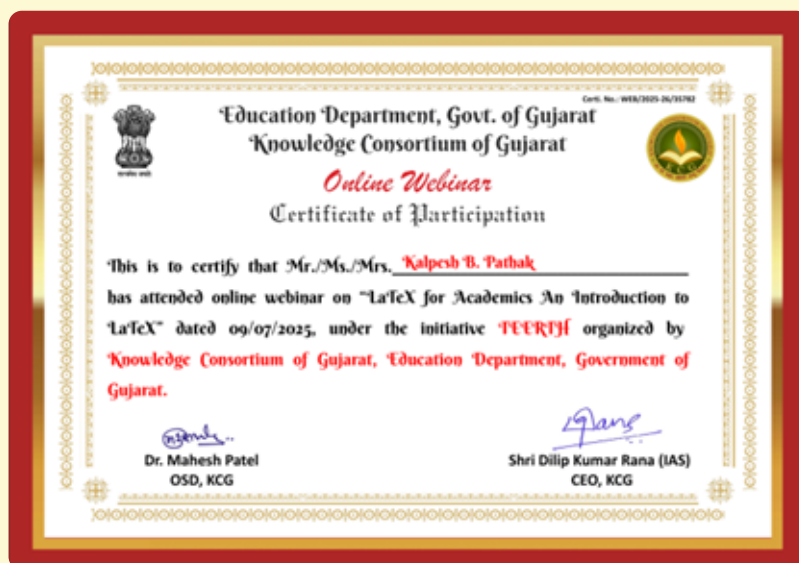 Certi. No.: WEB/2025-26/35782
Education Department, Govt. of Gujarat
Knowledge Consortium of Gujarat
KCG
Online Webinar
Certificate of Participation
This is to certify that Mr./Ms./Mrs. Kalpesh B. Pathak
has attended online webinar on "LaTeX for Academics An Introduction to
LaTeX" dated 09/07/2025, under the initiative TEERTH organized by
Knowledge Consortium of Gujarat, Education Department, Government of
Gujarat.
Dr. Mahesh Patel
OSD, KCG
Shri Dilip Kumar Rana (IAS)
CEO, KCG